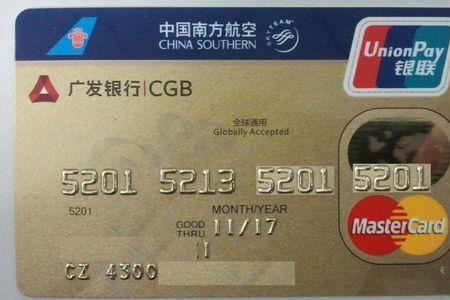 中国南方航空
CHINA SOUTHERN
SKYTEAM
UnionPay
银联
广发银行|CGB
全球通用
Globally Accepted
5201 5213 5201 5201
5201
MONTH/YEAR
GOOD THRU 11/17
MasterCard
CZ 4300